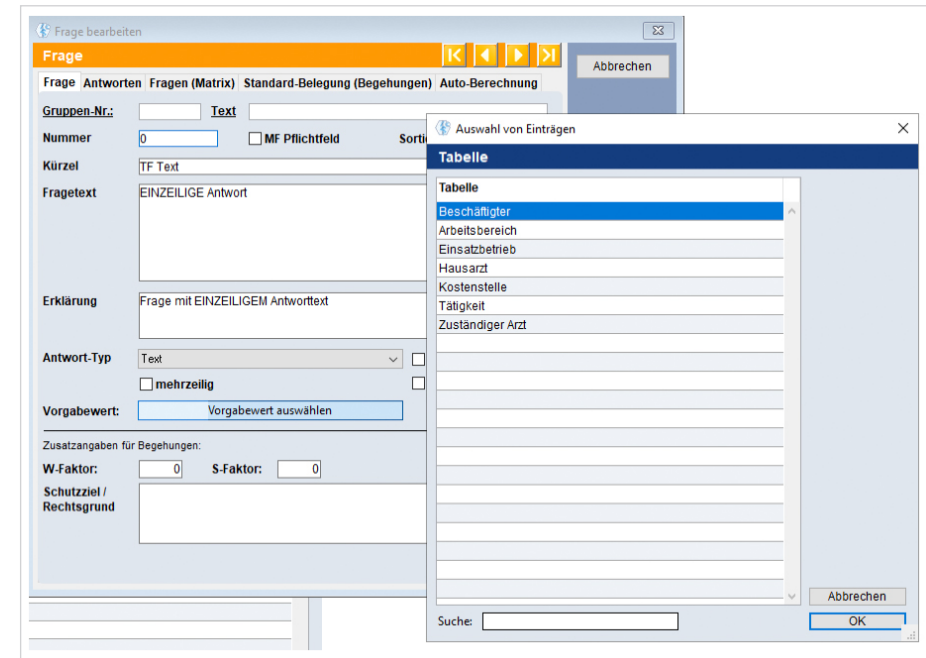 Frage bearbeiten
Frage
Abbrechen
Frage Antworten Fragen (Matrix) Standard-Belegung (Begehungen) Auto-Berechnung
Gruppen-Nr.: Text
Nummer 0 MF Pflichtfeld Sorti
Kürzel TF Text
Fragetext EINZEILIGE Antwort
Erklärung Frage mit EINZEILIGEM Antworttext
Antwort-Typ Text
mehrzeilig
Vorgabewert: Vorgabewert auswählen
Zusatzangaben für Begehungen:
W-Faktor: 0 S-Faktor: 0
Schutzziel /
Rechtsgrund
Auswahl von Einträgen
Tabelle
Tabelle
Beschäftigter
Arbeitsbereich
Einsatzbetrieb
Hausarzt
Kostenstelle
Tätigkeit
Zuständiger Arzt
Abbrechen
Suche: OK